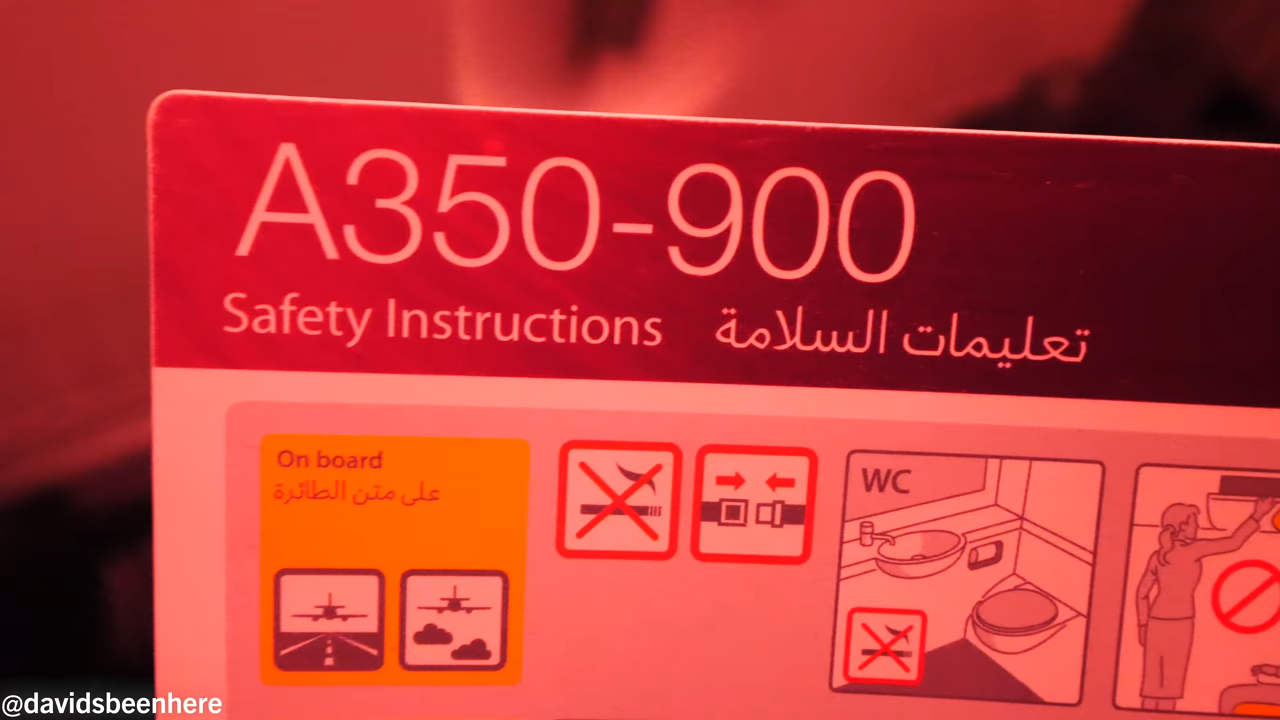 A350-900
Safety Instructions تعليمات السلامة
On board
على متن الطائرة
WC
@davidsbeenhere